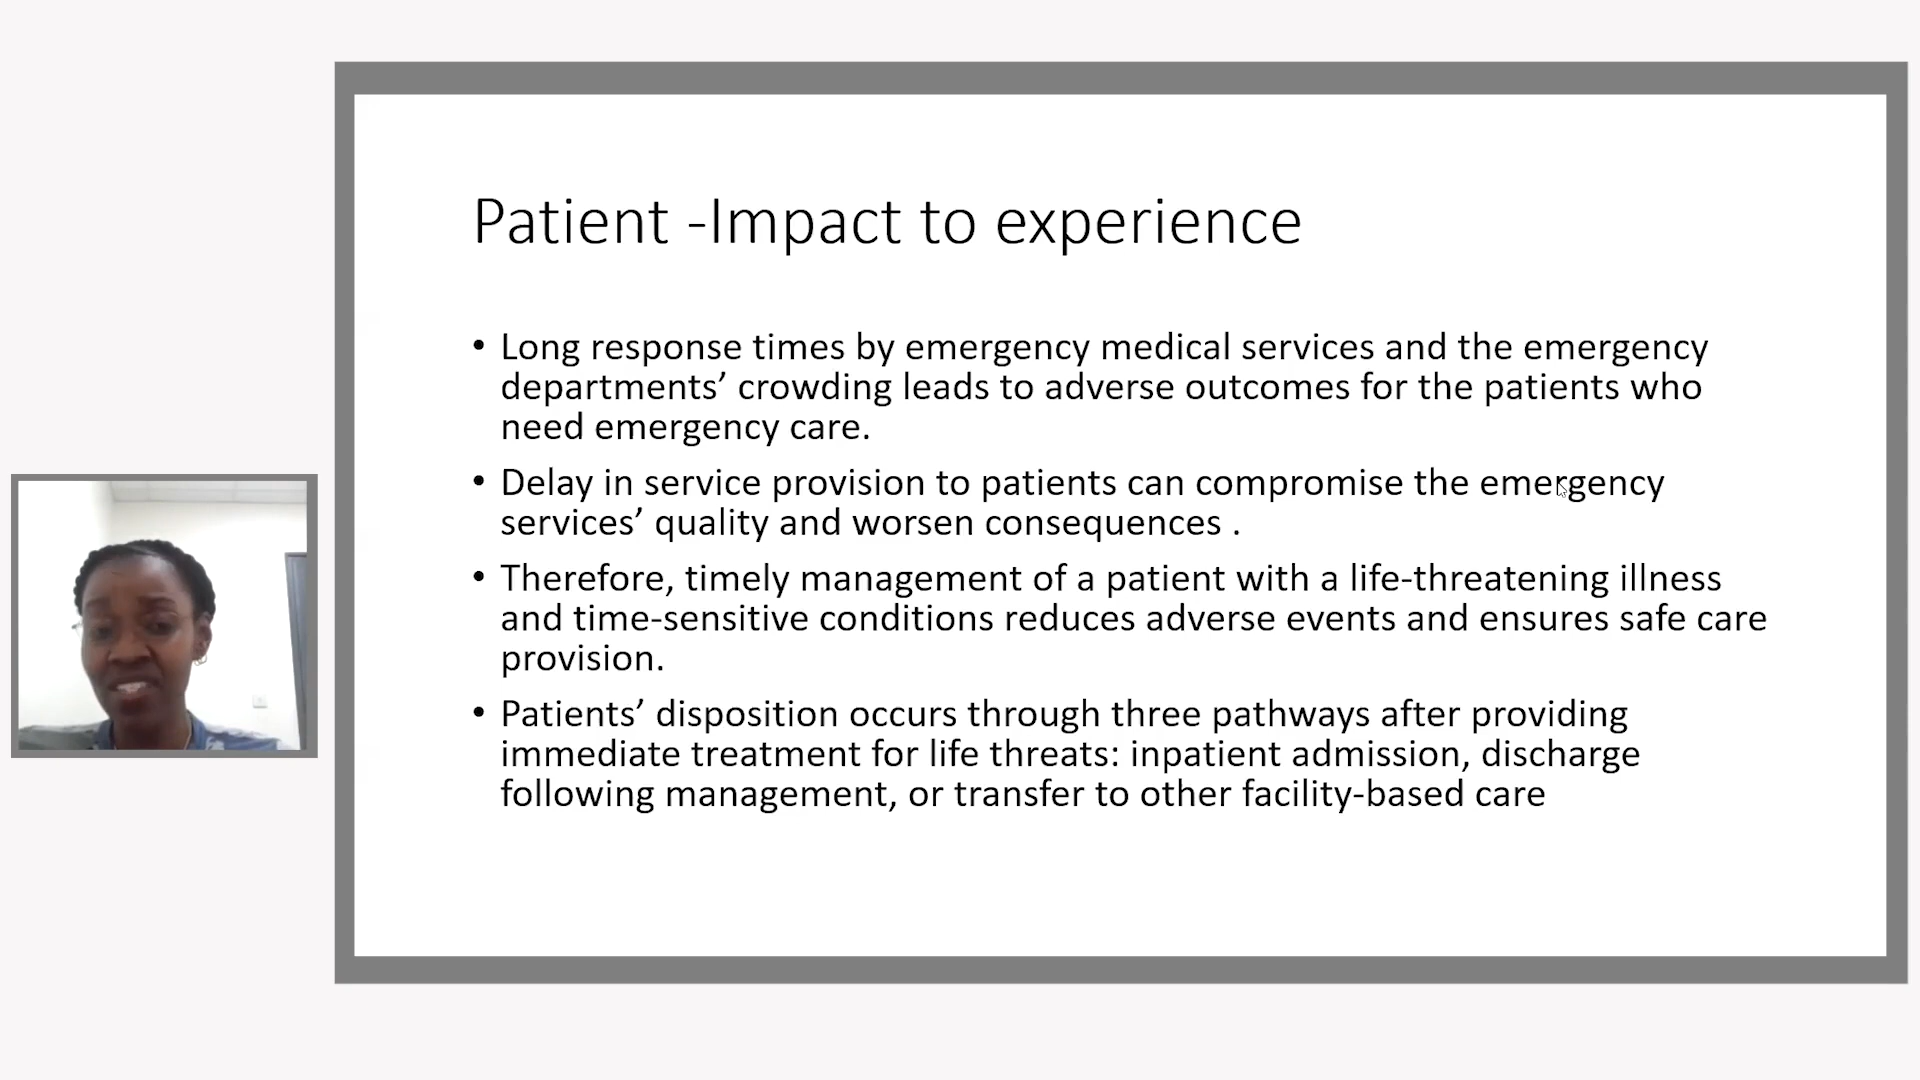 Patient -Impact to experience
• Long response times by emergency medical services and the emergency
departments’ crowding leads to adverse outcomes for the patients who
need emergency care.
• Delay in service provision to patients can compromise the emergency
services’ quality and worsen consequences .
• Therefore, timely management of a patient with a life-threatening illness
and time-sensitive conditions reduces adverse events and ensures safe care
provision.
• Patients’ disposition occurs through three pathways after providing
immediate treatment for life threats: inpatient admission, discharge
following management, or transfer to other facility-based care